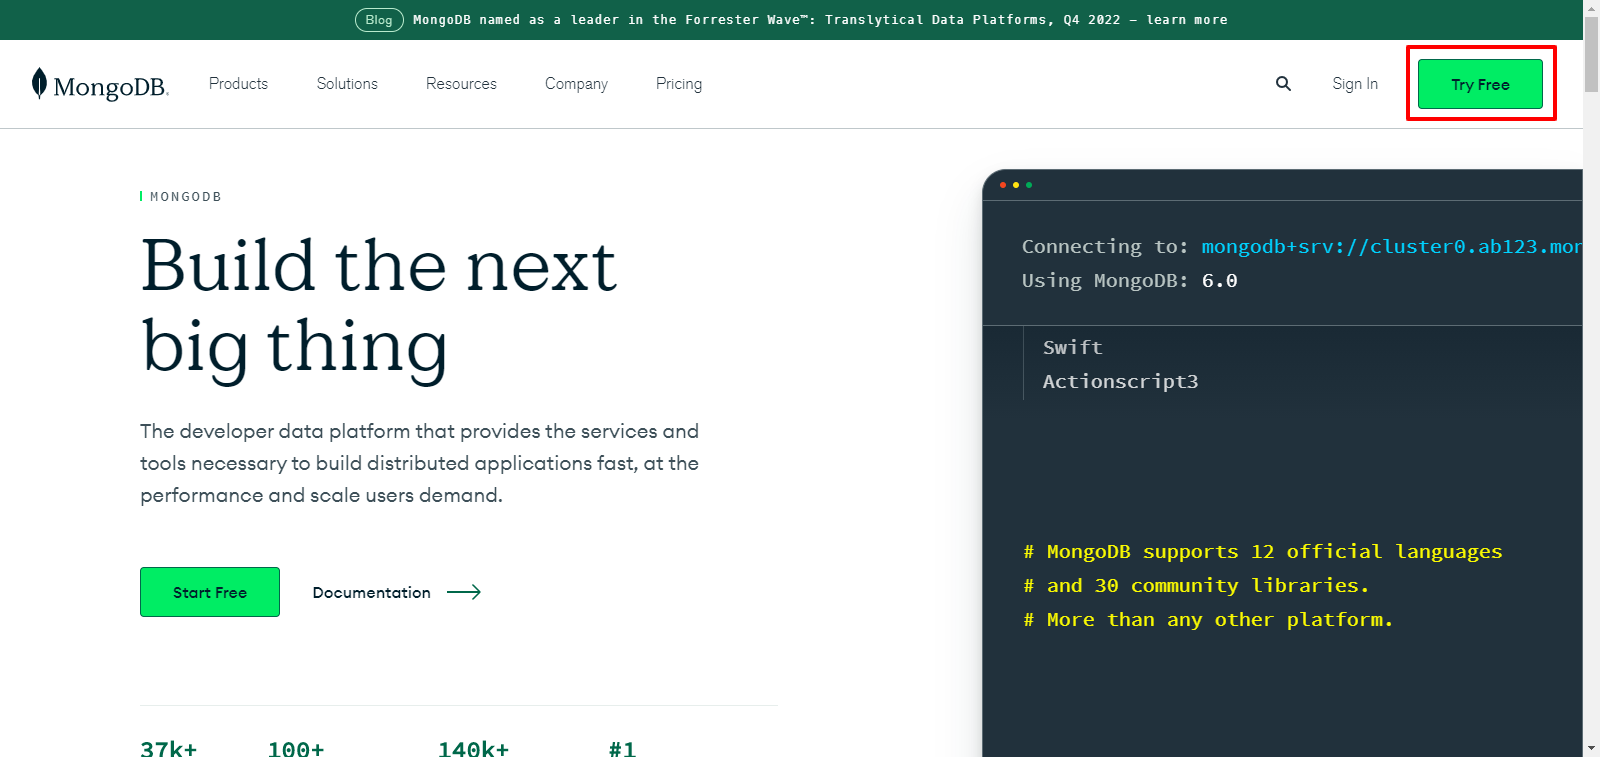 Blog MongoDB named as a leader in the Forrester Wave™: Translytical Data Platforms, Q4 2022 – learn more
MongoDB Products Solutions Resources Company Pricing Sign In Try Free
MONGODB
Build the next
big thing
The developer data platform that provides the services and
tools necessary to build distributed applications fast, at the
performance and scale users demand.
Start Free Documentation
37k+ 100+ 140k+ #1
Connecting to: mongodb+srv://cluster0.ab123.mon
Using MongoDB: 6.0
Swift
Actionscript3
# MongoDB supports 12 official languages
# and 30 community libraries.
# More than any other platform.